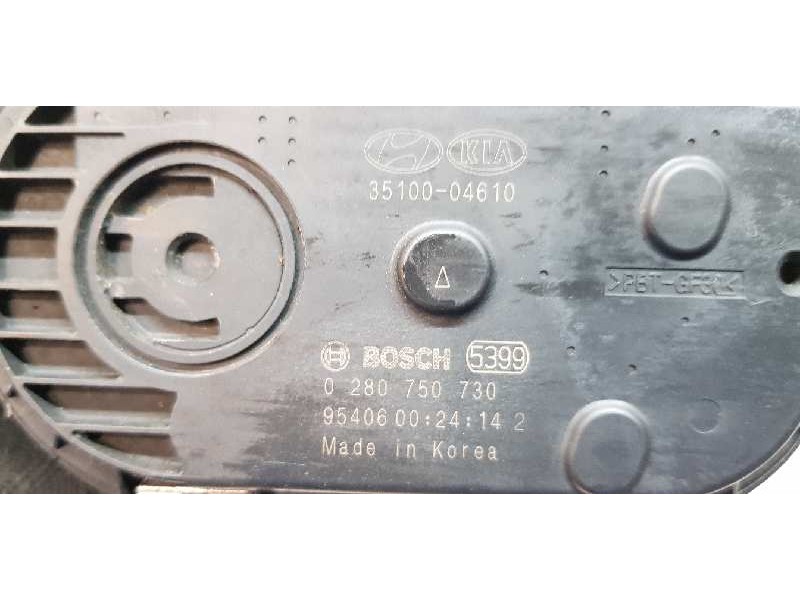 KIA
35100-04610
Δ
>PBT-GF30<
BOSCH 5399
0 280 750 730
95406 00:24:14 2
Made in Korea